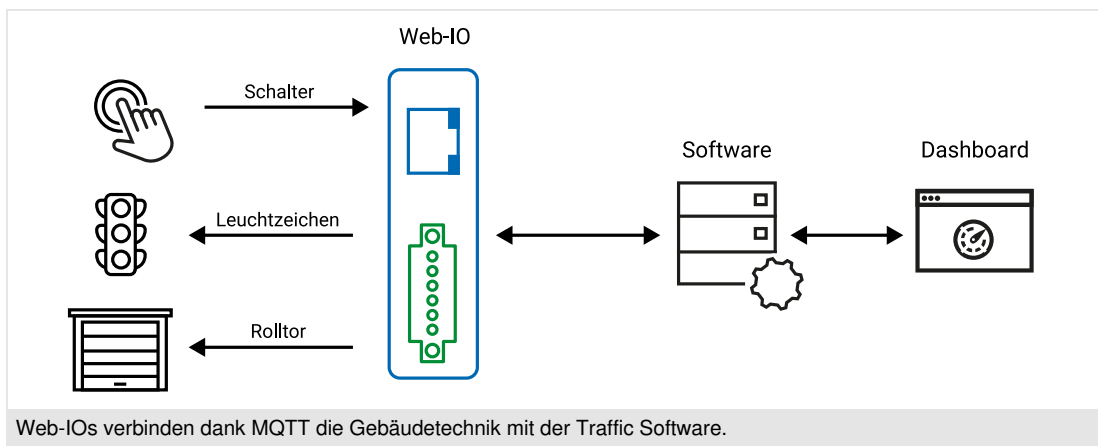 Web-IO
Schalter
Software
Dashboard
Leuchtzeichen
Rolltor
Web-IOs verbinden dank MQTT die Gebäudetechnik mit der Traffic Software.